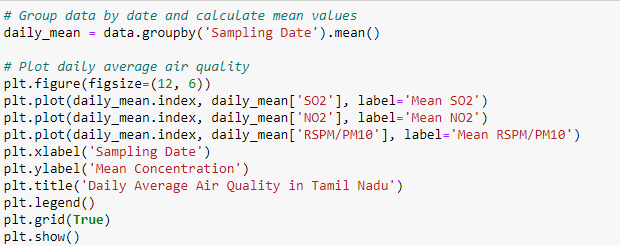 # Group data by date and calculate mean values
daily_mean = data.groupby('Sampling Date').mean()
# Plot daily average air quality
plt.figure(figsize=(12, 6))
plt.plot(daily_mean.index, daily_mean['SO2'], label='Mean SO2')
plt.plot(daily_mean.index, daily_mean['NO2'], label='Mean NO2')
plt.plot(daily_mean.index, daily_mean['RSPM/PM10'], label='Mean RSPM/PM10')
plt.xlabel('Sampling Date')
plt.ylabel('Mean Concentration')
plt.title('Daily Average Air Quality in Tamil Nadu')
plt.legend()
plt.grid(True)
plt.show()